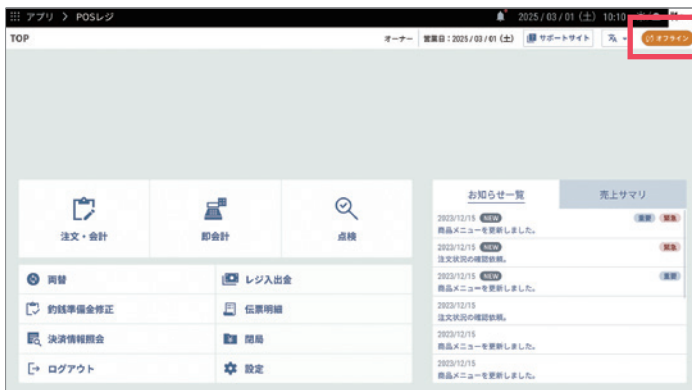 アプリ > POSレジ
2025 / 03 / 01 (土) 10:10
TOP
オーナー
営業日：2025 / 03 / 01 (土)
サポートサイト
オフライン
注文・会計
即会計
点検
両替
レジ入出金
釣銭準備金修正
伝票明細
決済情報照会
閉局
ログアウト
設定
お知らせ一覧
売上サマリ
2023/12/15 NEW 重要 緊急
商品メニューを更新しました。
2023/12/15 NEW 緊急
注文状況の確認依頼。
2023/12/15 NEW 重要
商品メニューを更新しました。
2023/12/15
注文状況の確認依頼。
2023/12/15
商品メニューを更新しました。
2023/12/15
商品メニューを更新しました。